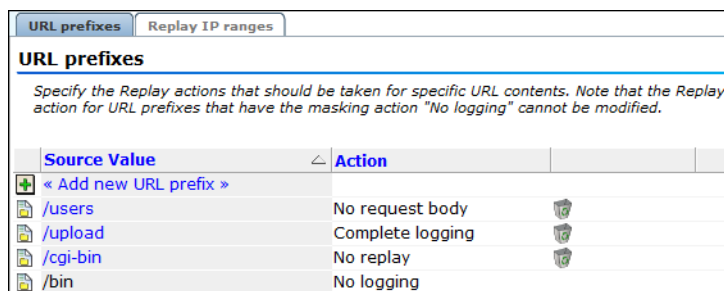 URL prefixes Replay IP ranges
URL prefixes
Specify the Replay actions that should be taken for specific URL contents. Note that the Replay
action for URL prefixes that have the masking action "No logging" cannot be modified.
Source Value Action
« Add new URL prefix »
/users No request body
/upload Complete logging
/cgi-bin No replay
/bin No logging